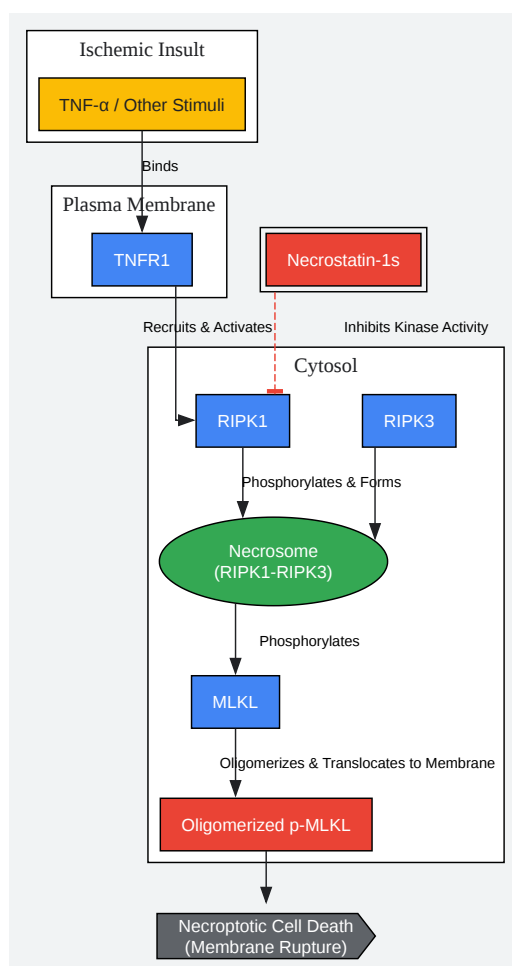 Ischemic Insult
TNF-α / Other Stimuli
Binds
Plasma Membrane
TNFR1
Necrostatin-1s
Recruits & Activates
Inhibits Kinase Activity
Cytosol
RIPK1
RIPK3
Phosphorylates & Forms
Necrosome
(RIPK1-RIPK3)
Phosphorylates
MLKL
Oligomerizes & Translocates to Membrane
Oligomerized p-MLKL
Necroptotic Cell Death
(Membrane Rupture)